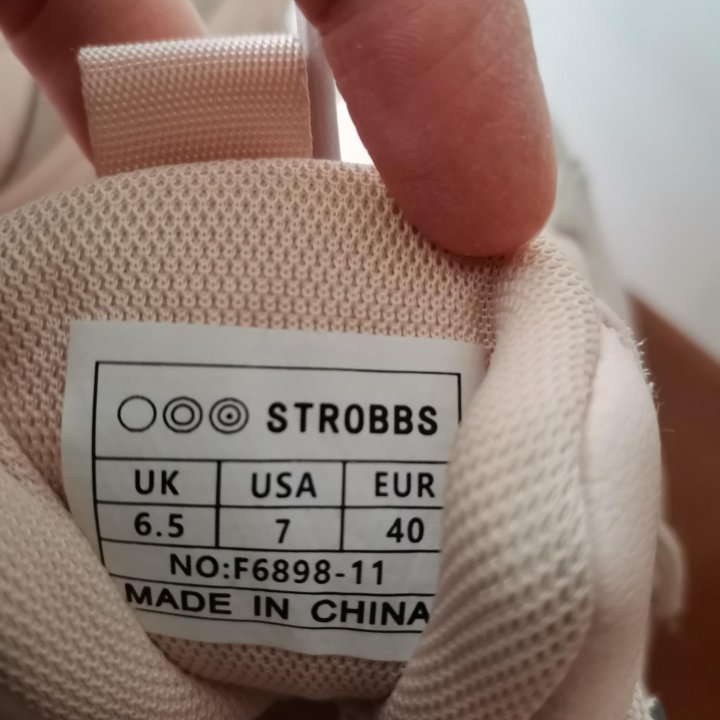 STROBBS
UK USA EUR
6.5 7 40
NO:F6898-11
MADE IN CHINA